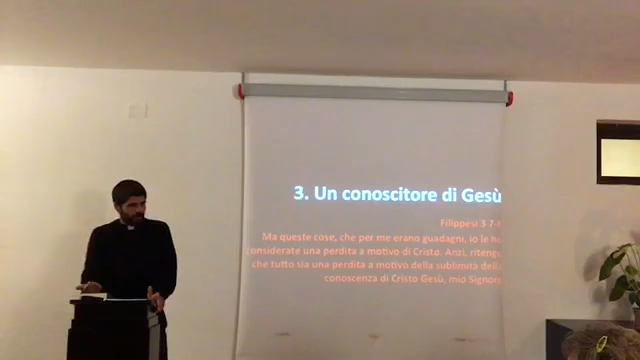 3. Un conoscitore di Gesù
Filippesi 3 7-
Ma queste cose, che per me erano guadagni, io le ho
considerate una perdita a motivo di Cristo. Anzi, ritengo
che tutto sia una perdita a motivo della sublimità della
conoscenza di Cristo Gesù, mio Signore